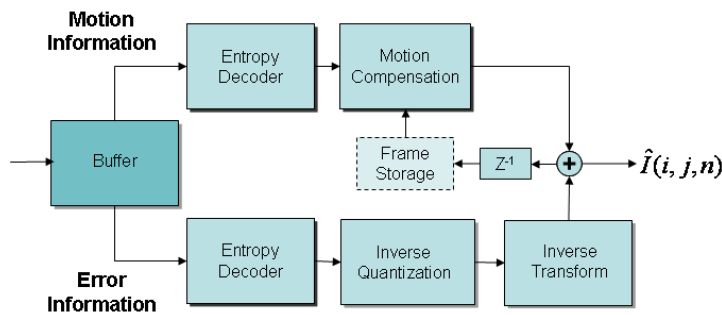 Motion
Information
Entropy
Decoder
Motion
Compensation
Buffer
Frame
Storage
Z⁻¹
+
Î(i, j,n)
Error
Information
Entropy
Decoder
Inverse
Quantization
Inverse
Transform